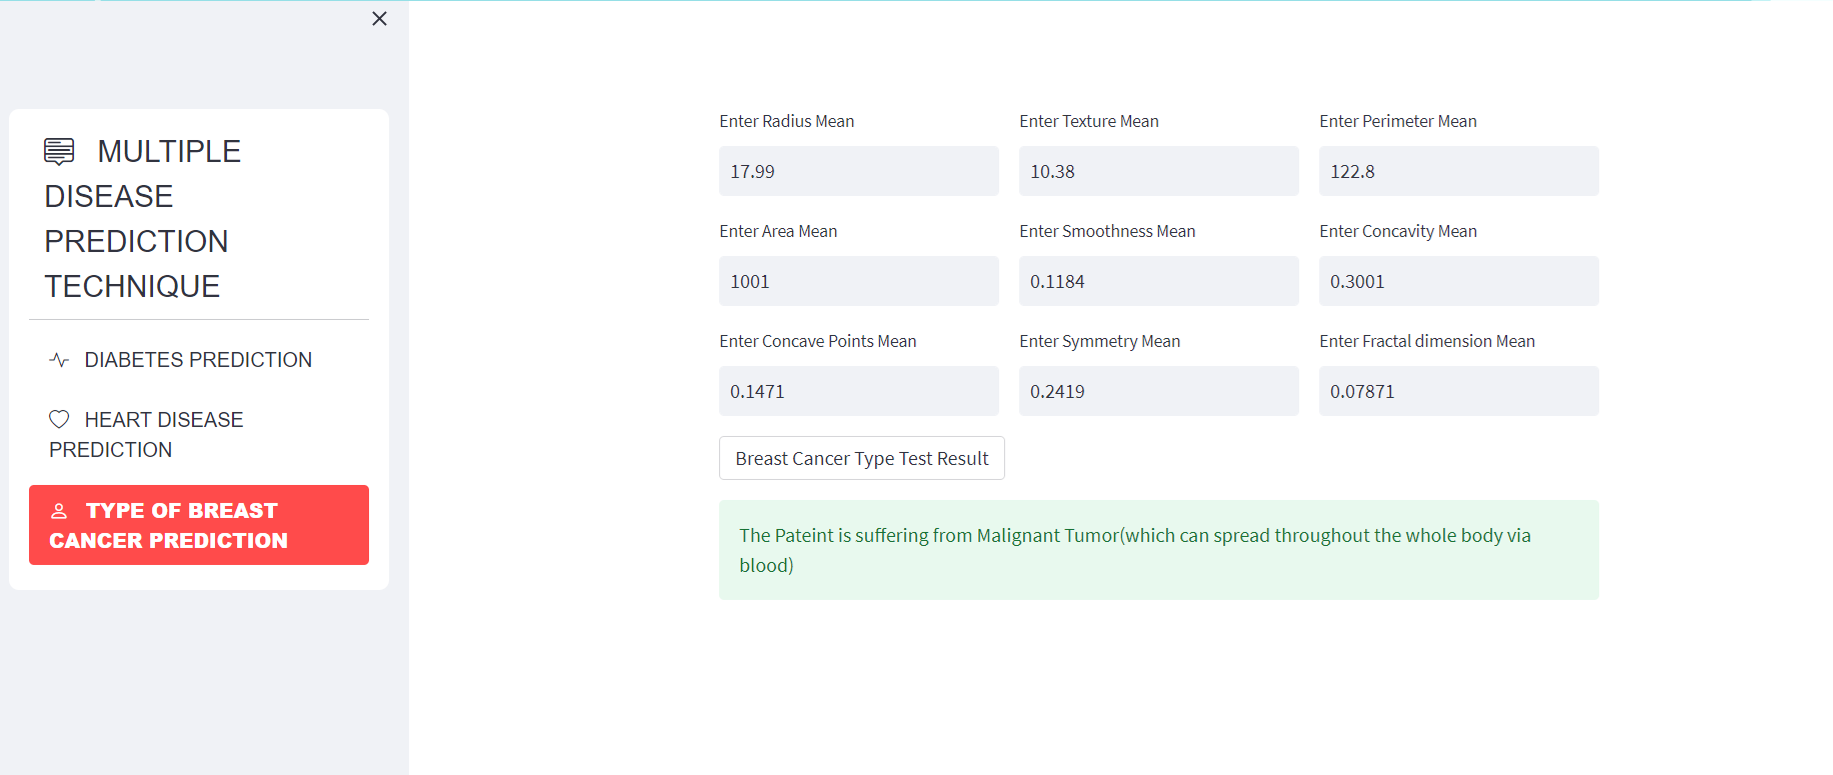 MULTIPLE
DISEASE
PREDICTION
TECHNIQUE
DIABETES PREDICTION
HEART DISEASE
PREDICTION
TYPE OF BREAST
CANCER PREDICTION
Enter Radius Mean
Enter Texture Mean
Enter Perimeter Mean
17.99
10.38
122.8
Enter Area Mean
Enter Smoothness Mean
Enter Concavity Mean
1001
0.1184
0.3001
Enter Concave Points Mean
Enter Symmetry Mean
Enter Fractal dimension Mean
0.1471
0.2419
0.07871
Breast Cancer Type Test Result
The Pateint is suffering from Malignant Tumor(which can spread throughout the whole body via
blood)